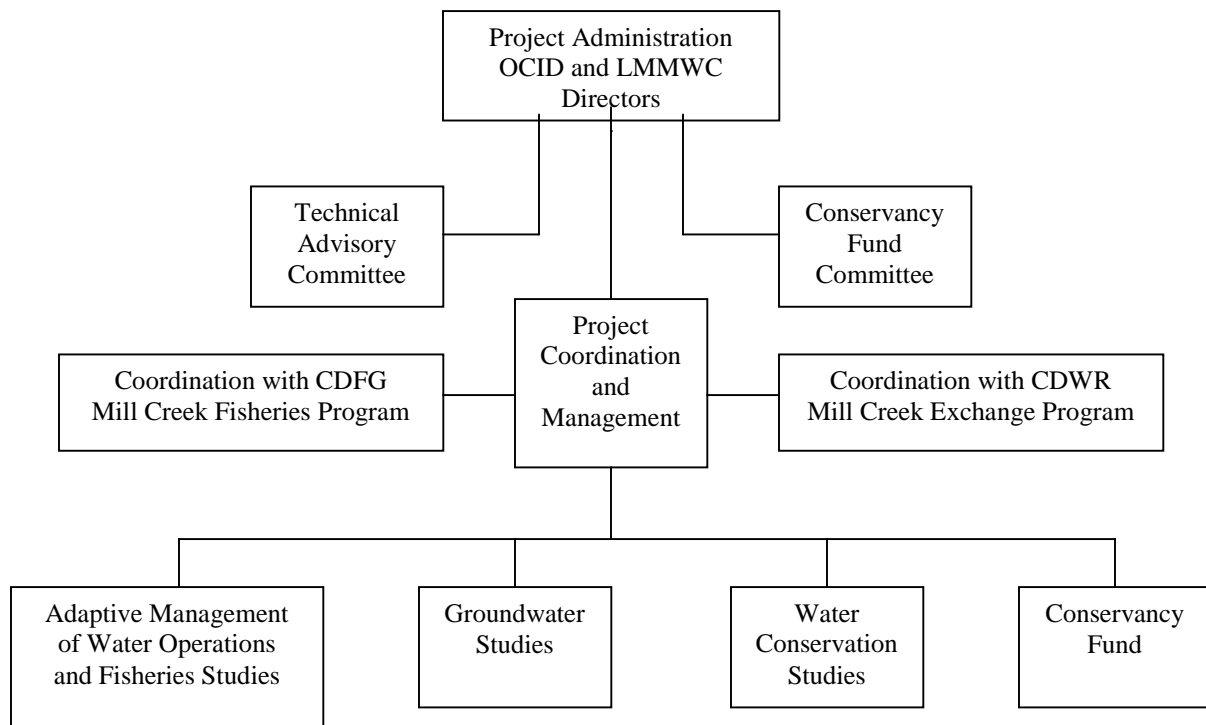 Project Administration
OCID and LMMWC
Directors
Technical
Advisory
Committee
Conservancy
Fund
Committee
Project
Coordination
and
Management
Coordination with CDFG
Mill Creek Fisheries Program
Coordination with CDWR
Mill Creek Exchange Program
Adaptive Management
of Water Operations
and Fisheries Studies
Groundwater
Studies
Water
Conservation
Studies
Conservancy
Fund